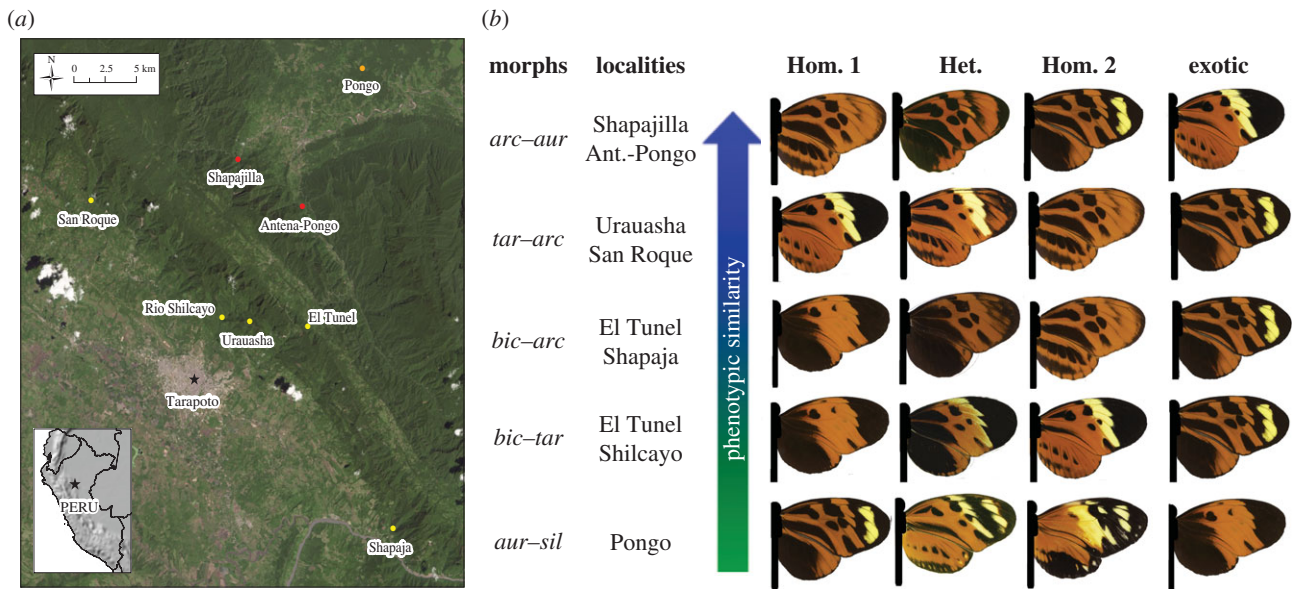 (a)
N
0 2.5 5 km
Pongo
Shapajilla
San Roque
Antena-Pongo
Rio Shilcayo
El Tunel
Urauasha
Tarapoto
PERU
Shapaja
(b)
morphs localities Hom. 1 Het. Hom. 2 exotic
arc–aur Shapajilla
Ant.-Pongo
tar–arc Urauasha
San Roque
bic–arc El Tunel
Shapaja
bic–tar El Tunel
Shilcayo
aur–sil Pongo
phenotypic similarity